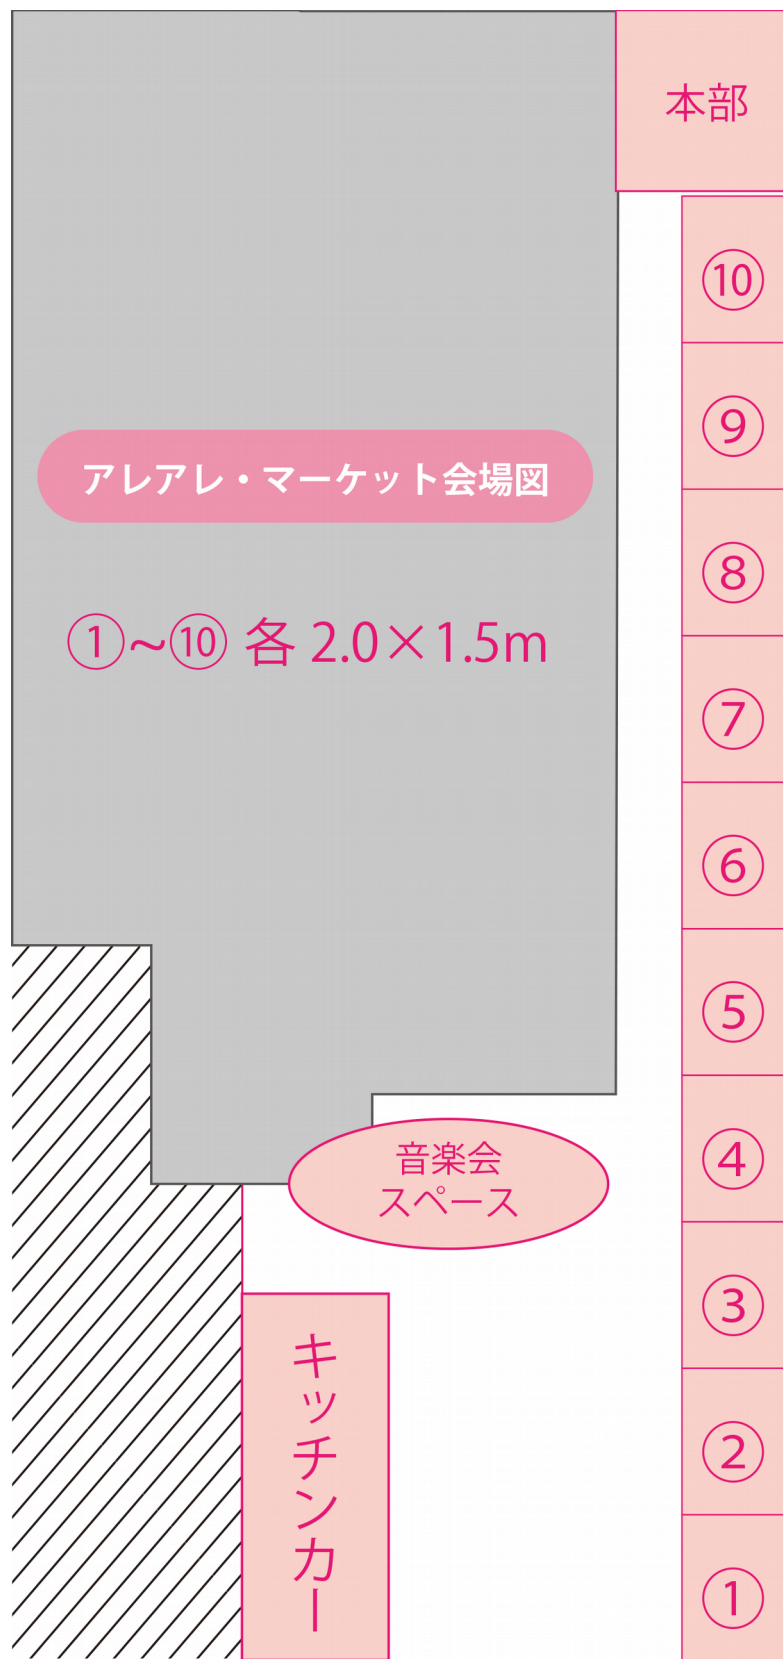 本部
⑩
⑨
アレアレ・マーケット会場図
⑧
①~⑩ 各 2.0×1.5m
⑦
⑥
⑤
④
音楽会
スペース
③
キッチンカー
②
①